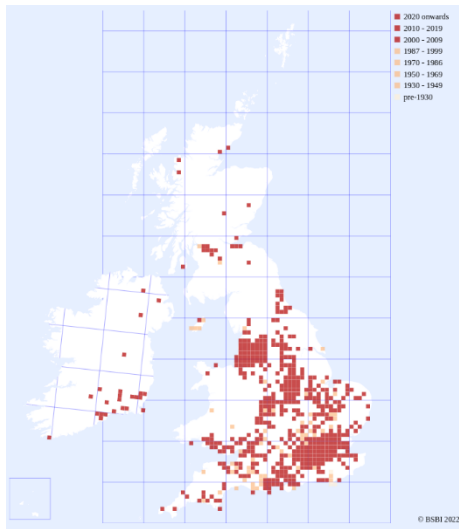 2020 onwards
2010 - 2019
2000 - 2009
1987 - 1999
1970 - 1986
1950 - 1969
1930 - 1949
pre-1930
© BSBI 2022